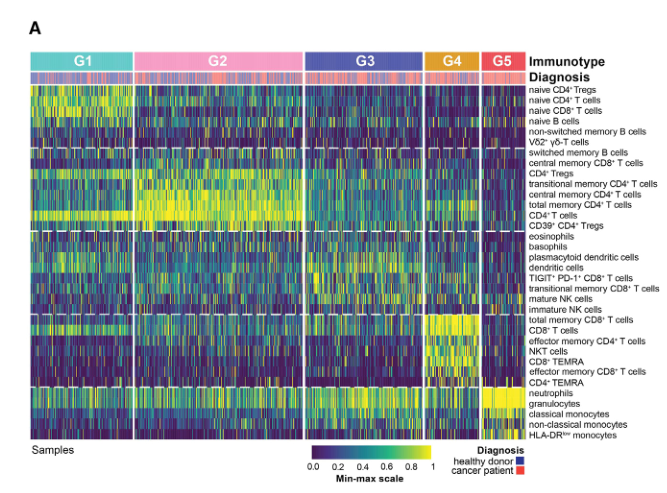 A
G1 G2 G3 G4 G5 Immunotype
Diagnosis
naive CD4⁺ Tregs
naive CD4⁺ T cells
naive CD8⁺ T cells
naive B cells
non-switched memory B cells
Vδ2⁺ γδ-T cells
switched memory B cells
central memory CD8⁺ T cells
CD4⁺ Tregs
transitional memory CD4⁺ T cells
central memory CD4⁺ T cells
total memory CD4⁺ T cells
CD4⁺ T cells
CD39⁺ CD4⁺ Tregs
eosinophils
basophils
plasmacytoid dendritic cells
dendritic cells
TIGIT⁺ PD-1⁺ CD8⁺ T cells
transitional memory CD8⁺ T cells
mature NK cells
immature NK cells
total memory CD8⁺ T cells
CD8⁺ T cells
effector memory CD4⁺ T cells
NKT cells
CD8⁺ TEMRA
effector memory CD8⁺ T cells
CD4⁺ TEMRA
neutrophils
granulocytes
classical monocytes
non-classical monocytes
HLA-DRˡᵒʷ monocytes
Samples
0.0 0.2 0.4 0.6 0.8 1
Min-max scale
Diagnosis
healthy donor
cancer patient